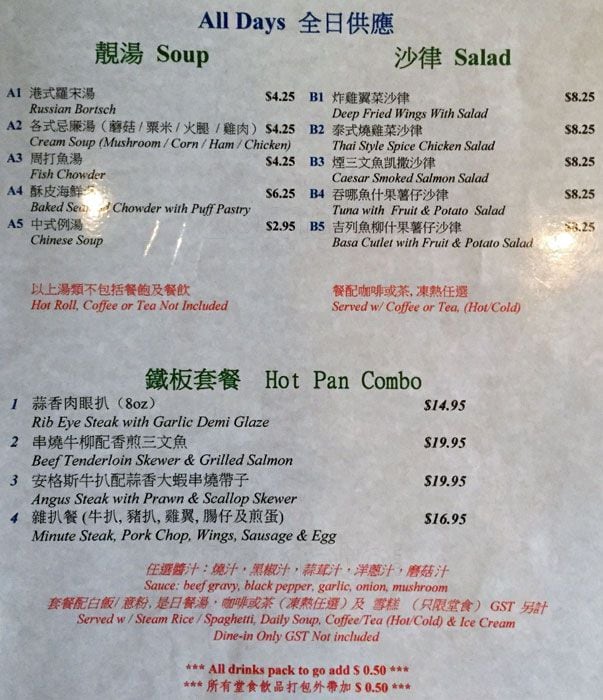 All Days 全日供應
靚湯 Soup
A1 港式羅宋湯 $4.25
Russian Bortsch
A2 各式忌廉湯（蘑菇 / 粟米 / 火腿 / 雞肉） $4.25
Cream Soup (Mushroom / Corn / Ham / Chicken)
A3 周打魚湯 $4.25
Fish Chowder
A4 酥皮海鮮 $6.25
Baked Chowder with Puff Pastry
A5 中式例湯 $2.95
Chinese Soup
以上湯類不包括餐飽及餐飲
Hot Roll, Coffee or Tea Not Included
沙律 Salad
B1 炸雞翼菜沙律 $8.25
Deep Fried Wings With Salad
B2 泰式燒雞菜沙律 $8.25
Thai Style Spice Chicken Salad
B3 煙三文魚凱撒沙律 $8.25
Caesar Smoked Salmon Salad
B4 吞哪魚什果薯仔沙律 $8.25
Tuna with Fruit & Potato Salad
B5 吉列魚柳什果薯仔沙律 $8.25
Basa Cutlet with Fruit & Potato Salad
餐配咖啡或茶, 凍熱任選
Served w/ Coffee or Tea, (Hot/Cold)
鐵板套餐 Hot Pan Combo
1 蒜香肉眼扒（8oz） $14.95
Rib Eye Steak with Garlic Demi Glaze
2 串燒牛柳配香煎三文魚 $19.95
Beef Tenderloin Skewer & Grilled Salmon
3 安格斯牛扒配蒜香大蝦串燒帶子 $19.95
Angus Steak with Prawn & Scallop Skewer
4 雜扒餐 (牛扒, 豬扒, 雞翼, 腸仔及煎蛋) $16.95
Minute Steak, Pork Chop, Wings, Sausage & Egg
任選醬汁：燒汁，黑椒汁，蒜茸汁．洋蔥汁，磨菇汁
Sauce: beef gravy, black pepper, garlic, onion, mushroom
套餐配白飯/ 意粉, 是日餐湯．咖啡或茶（凍熱任選）及 雪糕 （只限堂食） GST 另計
Served w / Steam Rice / Spaghetti, Daily Soup, Coffee/Tea (Hot/Cold) & Ice Cream
Dine-in Only GST Not included
*** All drinks pack to go add $ 0.50 ***
*** 所有堂食飲品打包外帶加 $ 0.50 ***